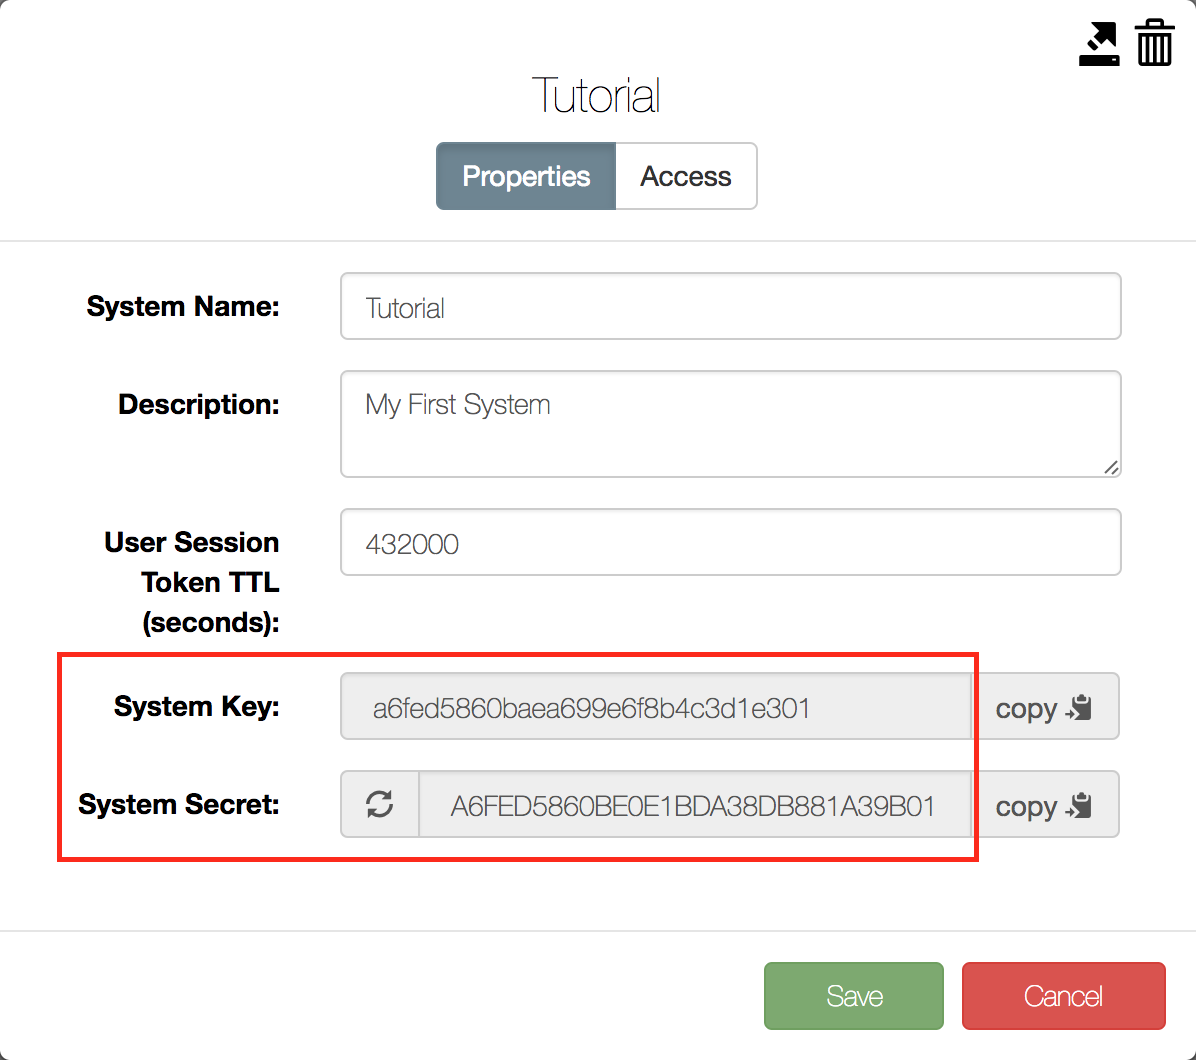 Tutorial
Properties Access
System Name: Tutorial
Description: My First System
User Session 432000
Token TTL
(seconds):
System Key: a6fed5860baea699e6f8b4c3d1e301 copy
System Secret: A6FED5860BE0E1BDA38DB881A39B01 copy
Save Cancel